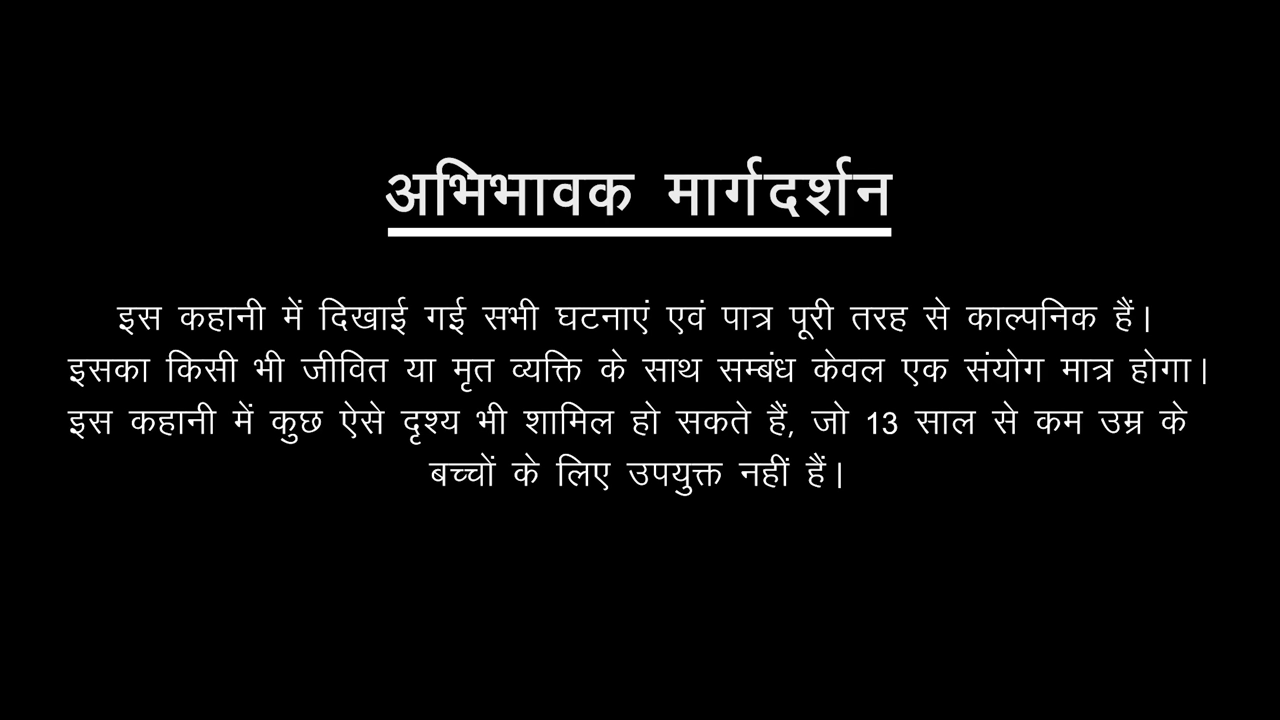 अभिभावक मार्गदर्शन
इस कहानी में दिखाई गई सभी घटनाएं एवं पात्र पूरी तरह से काल्पनिक हैं।
इसका किसी भी जीवित या मृत व्यक्ति के साथ सम्बंध केवल एक संयोग मात्र होगा।
इस कहानी में कुछ ऐसे दृश्य भी शामिल हो सकते हैं, जो 13 साल से कम उम्र के
बच्चों के लिए उपयुक्त नहीं हैं।